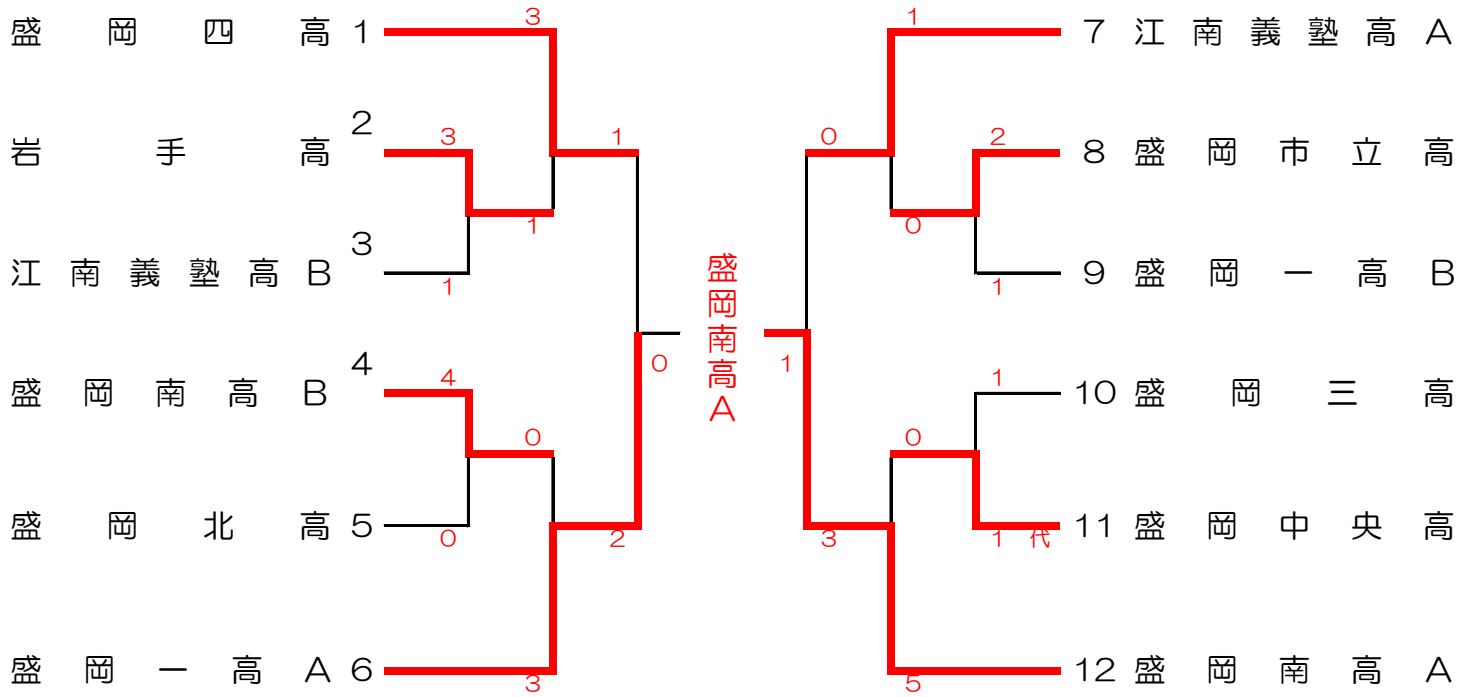 盛岡四高 1
3
1
7 江南義塾高A
岩手高 2
3
1
0
2
8 盛岡市立高
1
0
江南義塾高B 3
1
9 盛岡一高B
1
盛岡南高A
0
1
盛岡南高B 4
4
1
10 盛岡三高
0
0
盛岡北高 5
0
2
3
1 代
11 盛岡中央高
盛岡一高A 6
3
5
12 盛岡南高A